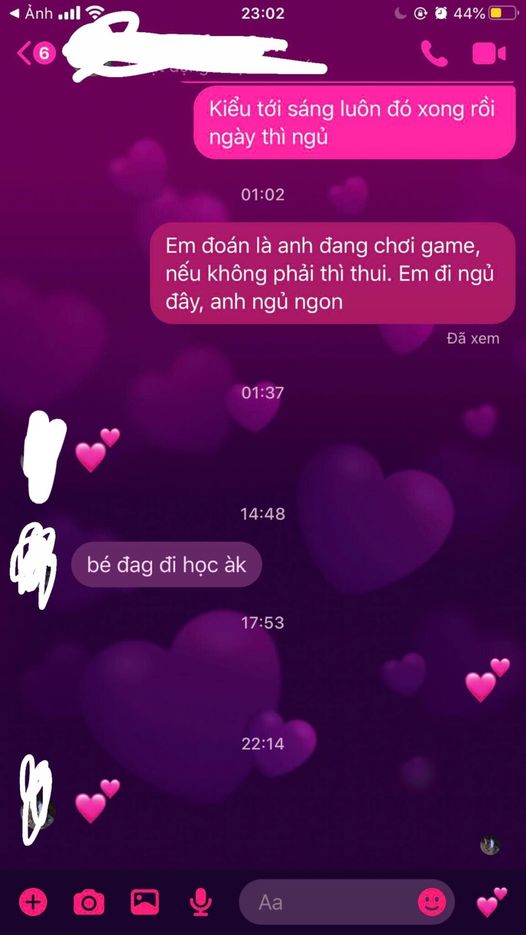 Ảnh
23:02
44%
6
Kiểu tới sáng luôn đó xong rồi
ngày thì ngủ
01:02
Em đoán là anh đang chơi game,
nếu không phải thì thui. Em đi ngủ
đây, anh ngủ ngon
Đã xem
01:37
14:48
bé đag đi học àk
17:53
22:14
Aa